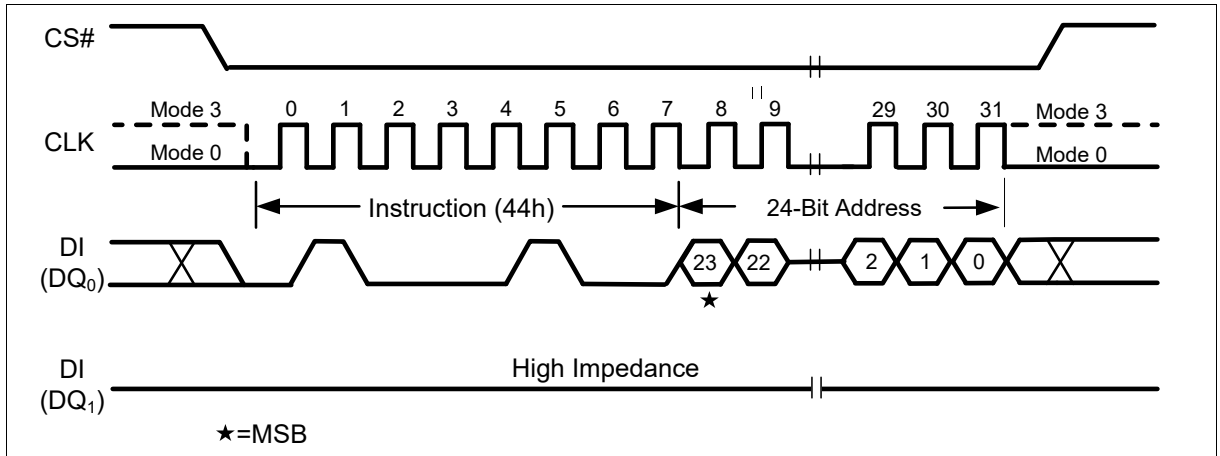 CS#
0 1 2 3 4 5 6 7 8 9 29 30 31
Mode 3 Mode 3
CLK
Mode 0 Mode 0
Instruction (44h) 24-Bit Address
DI
(DQ0)
23 22 2 1 0
★
High Impedance
DI
(DQ1)
★=MSB